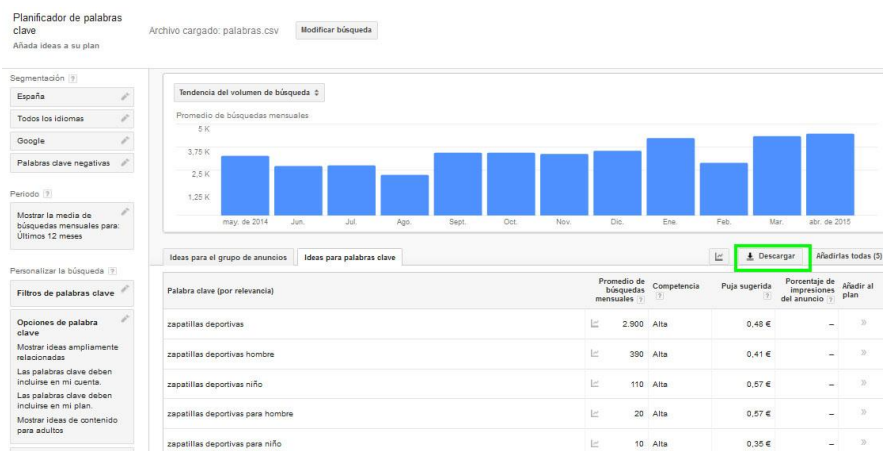 Planificador de palabras
clave
Añada ideas a su plan
Archivo cargado: palabras.csv
Modificar búsqueda
Segmentación ?
España
Todos los idiomas
Google
Palabras clave negativas
Periodo ?
Mostrar la media de
búsquedas mensuales para:
Últimos 12 meses
Personalizar la búsqueda ?
Filtros de palabras clave
Opciones de palabra
clave
Mostrar ideas ampliamente
relacionadas
Las palabras clave deben
incluirse en mi cuenta.
Las palabras clave deben
incluirse en mi plan.
Mostrar ideas de contenido
para adultos
Tendencia del volumen de búsqueda
Promedio de búsquedas mensuales
5 K
3,75 K
2,5 K
1,25 K
may. de 2014 Jun. Jul. Ago. Sept. Oct. Nov. Dic. Ene. Feb. Mar. abr. de 2015
Ideas para el grupo de anuncios Ideas para palabras clave Descargar Añadirlas todas (5)
Palabra clave (por relevancia)
Promedio de
búsquedas
mensuales ?
Competencia
?
Puja sugerida
?
Porcentaje de
impresiones
del anuncio ?
Añadir al
plan
zapatillas deportivas 2.900 Alta 0,48 € – »
zapatillas deportivas hombre 390 Alta 0,41 € – »
zapatillas deportivas niño 110 Alta 0,57 € – »
zapatillas deportivas para hombre 20 Alta 0,57 € – »
zapatillas deportivas para niño 10 Alta 0,35 € – »